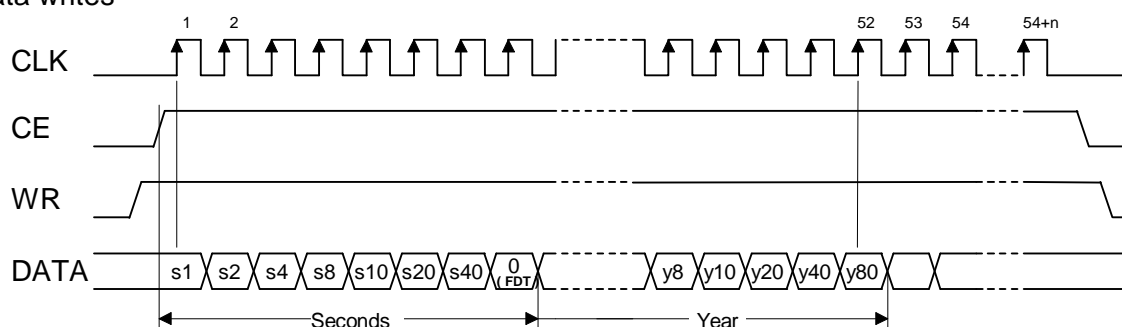 ata writes
1 2 52 53 54 54+n
CLK
CE
WR
DATA s1 s2 s4 s8 s10 s20 s40 0 y8 y10 y20 y40 y80
( FDT)
Seconds Year